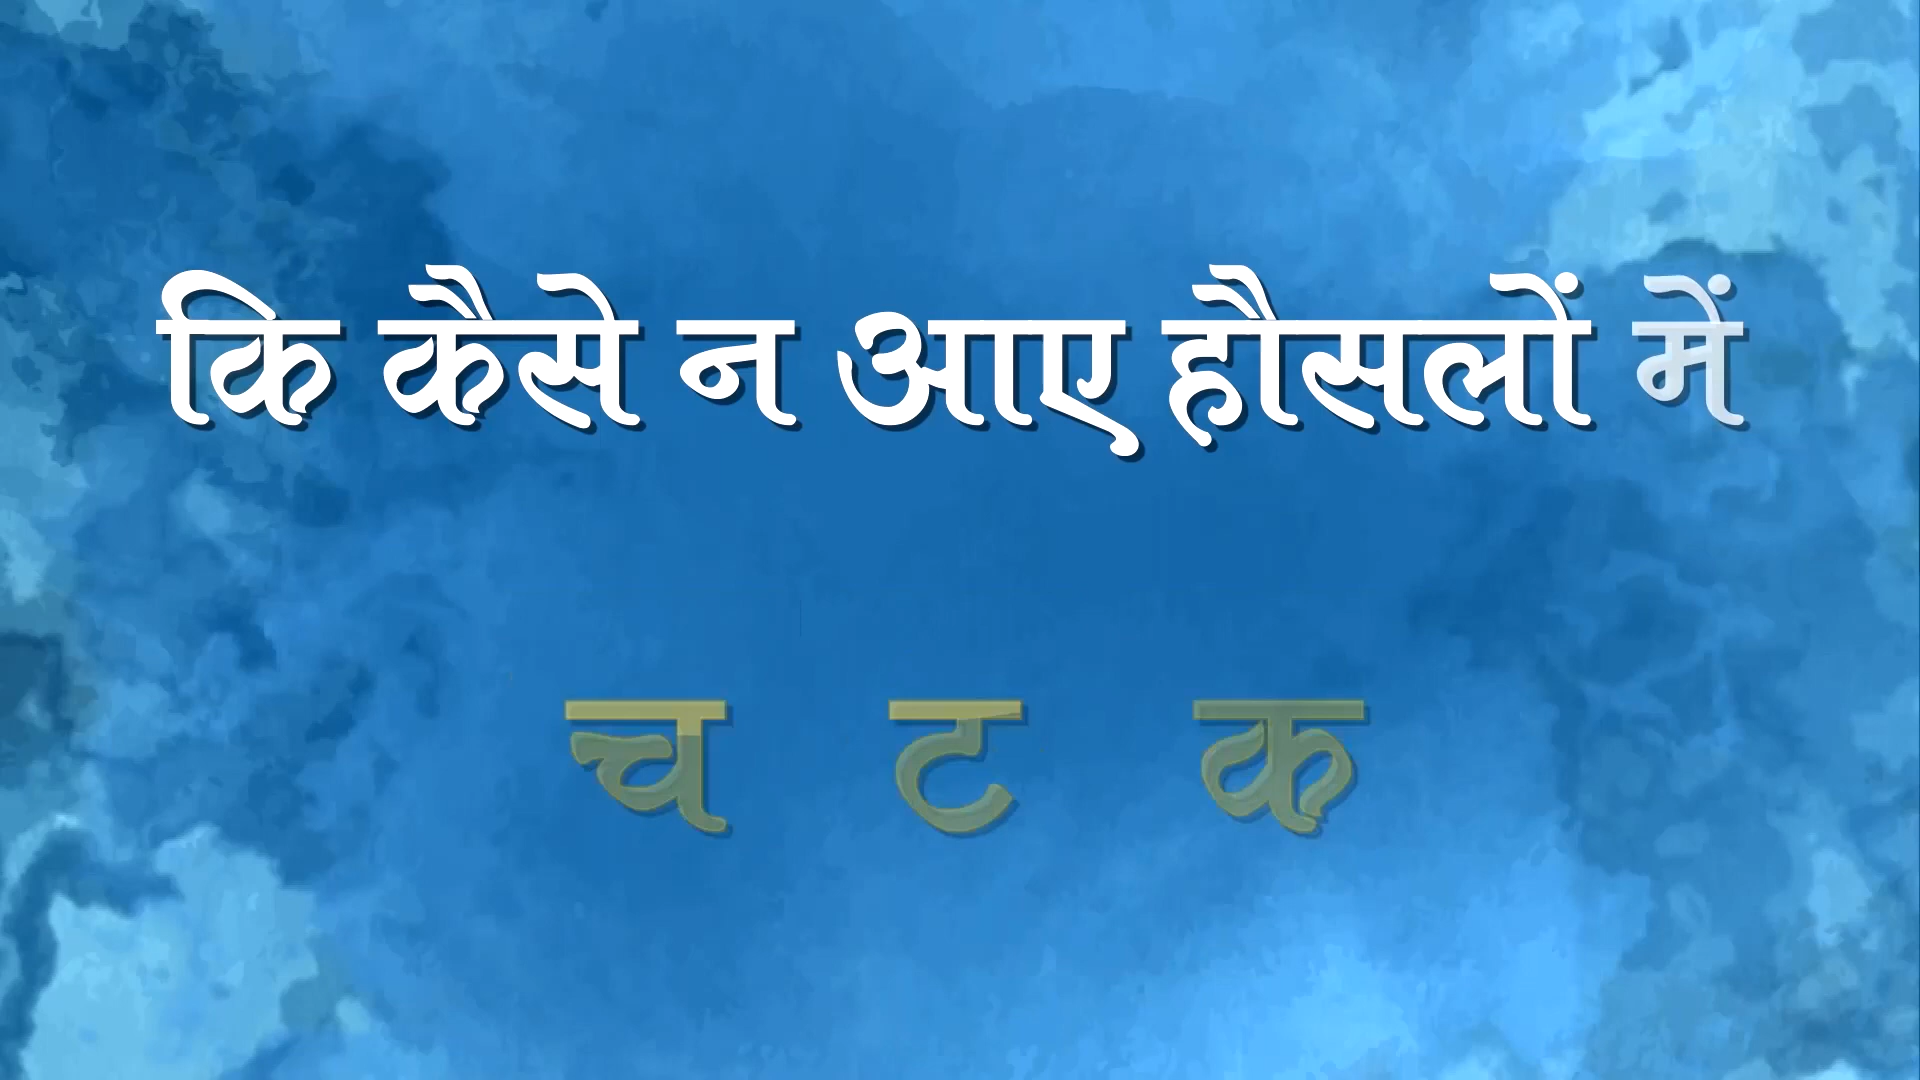 कि कैसे न आए हौसलों में
च ट क